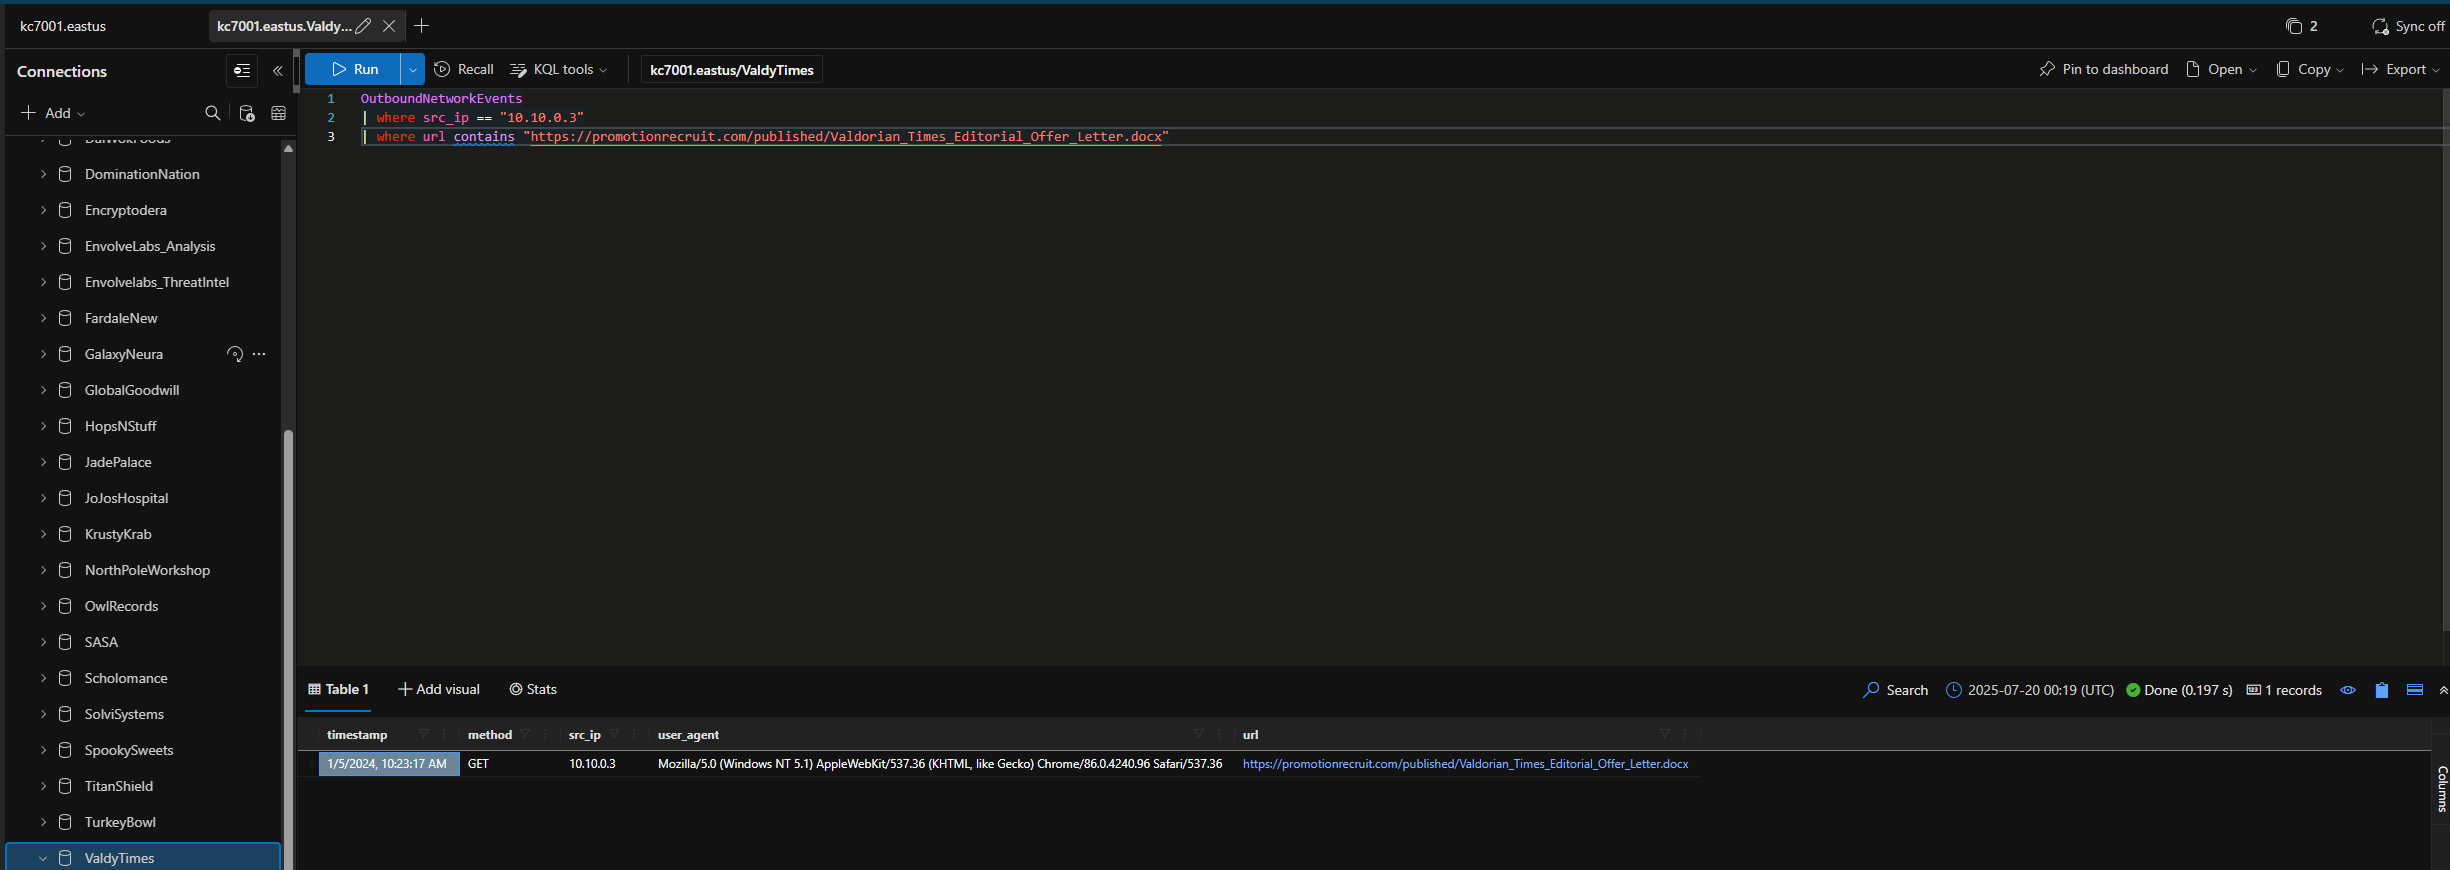 kc7001.eastus
kc7001.eastus.Valdy...
2
Sync off
Connections
Run
Recall
KQL tools
kc7001.eastus/ValdyTimes
Pin to dashboard
Open
Copy
Export
Add
1 OutboundNetworkEvents
2 | where src_ip == "10.10.0.3"
3 | where url contains "https://promotionrecruit.com/published/Valdorian_Times_Editorial_Offer_Letter.docx"
DominationNation
Encryptodera
EnvolveLabs_Analysis
Envolvelabs_ThreatIntel
FardaleNew
GalaxyNeura
GlobalGoodwill
HopsNStuff
JadePalace
JoJosHospital
KrustyKrab
NorthPoleWorkshop
OwlRecords
SASA
Scholomance
SolviSystems
SpookySweets
TitanShield
TurkeyBowl
ValdyTimes
Table 1
Add visual
Stats
Search
2025-07-20 00:19 (UTC)
Done (0.197 s)
1 records
timestamp method src_ip user_agent url
1/5/2024, 10:23:17 AM GET 10.10.0.3 Mozilla/5.0 (Windows NT 5.1) AppleWebKit/537.36 (KHTML, like Gecko) Chrome/86.0.4240.96 Safari/537.36 https://promotionrecruit.com/published/Valdorian_Times_Editorial_Offer_Letter.docx
Columns